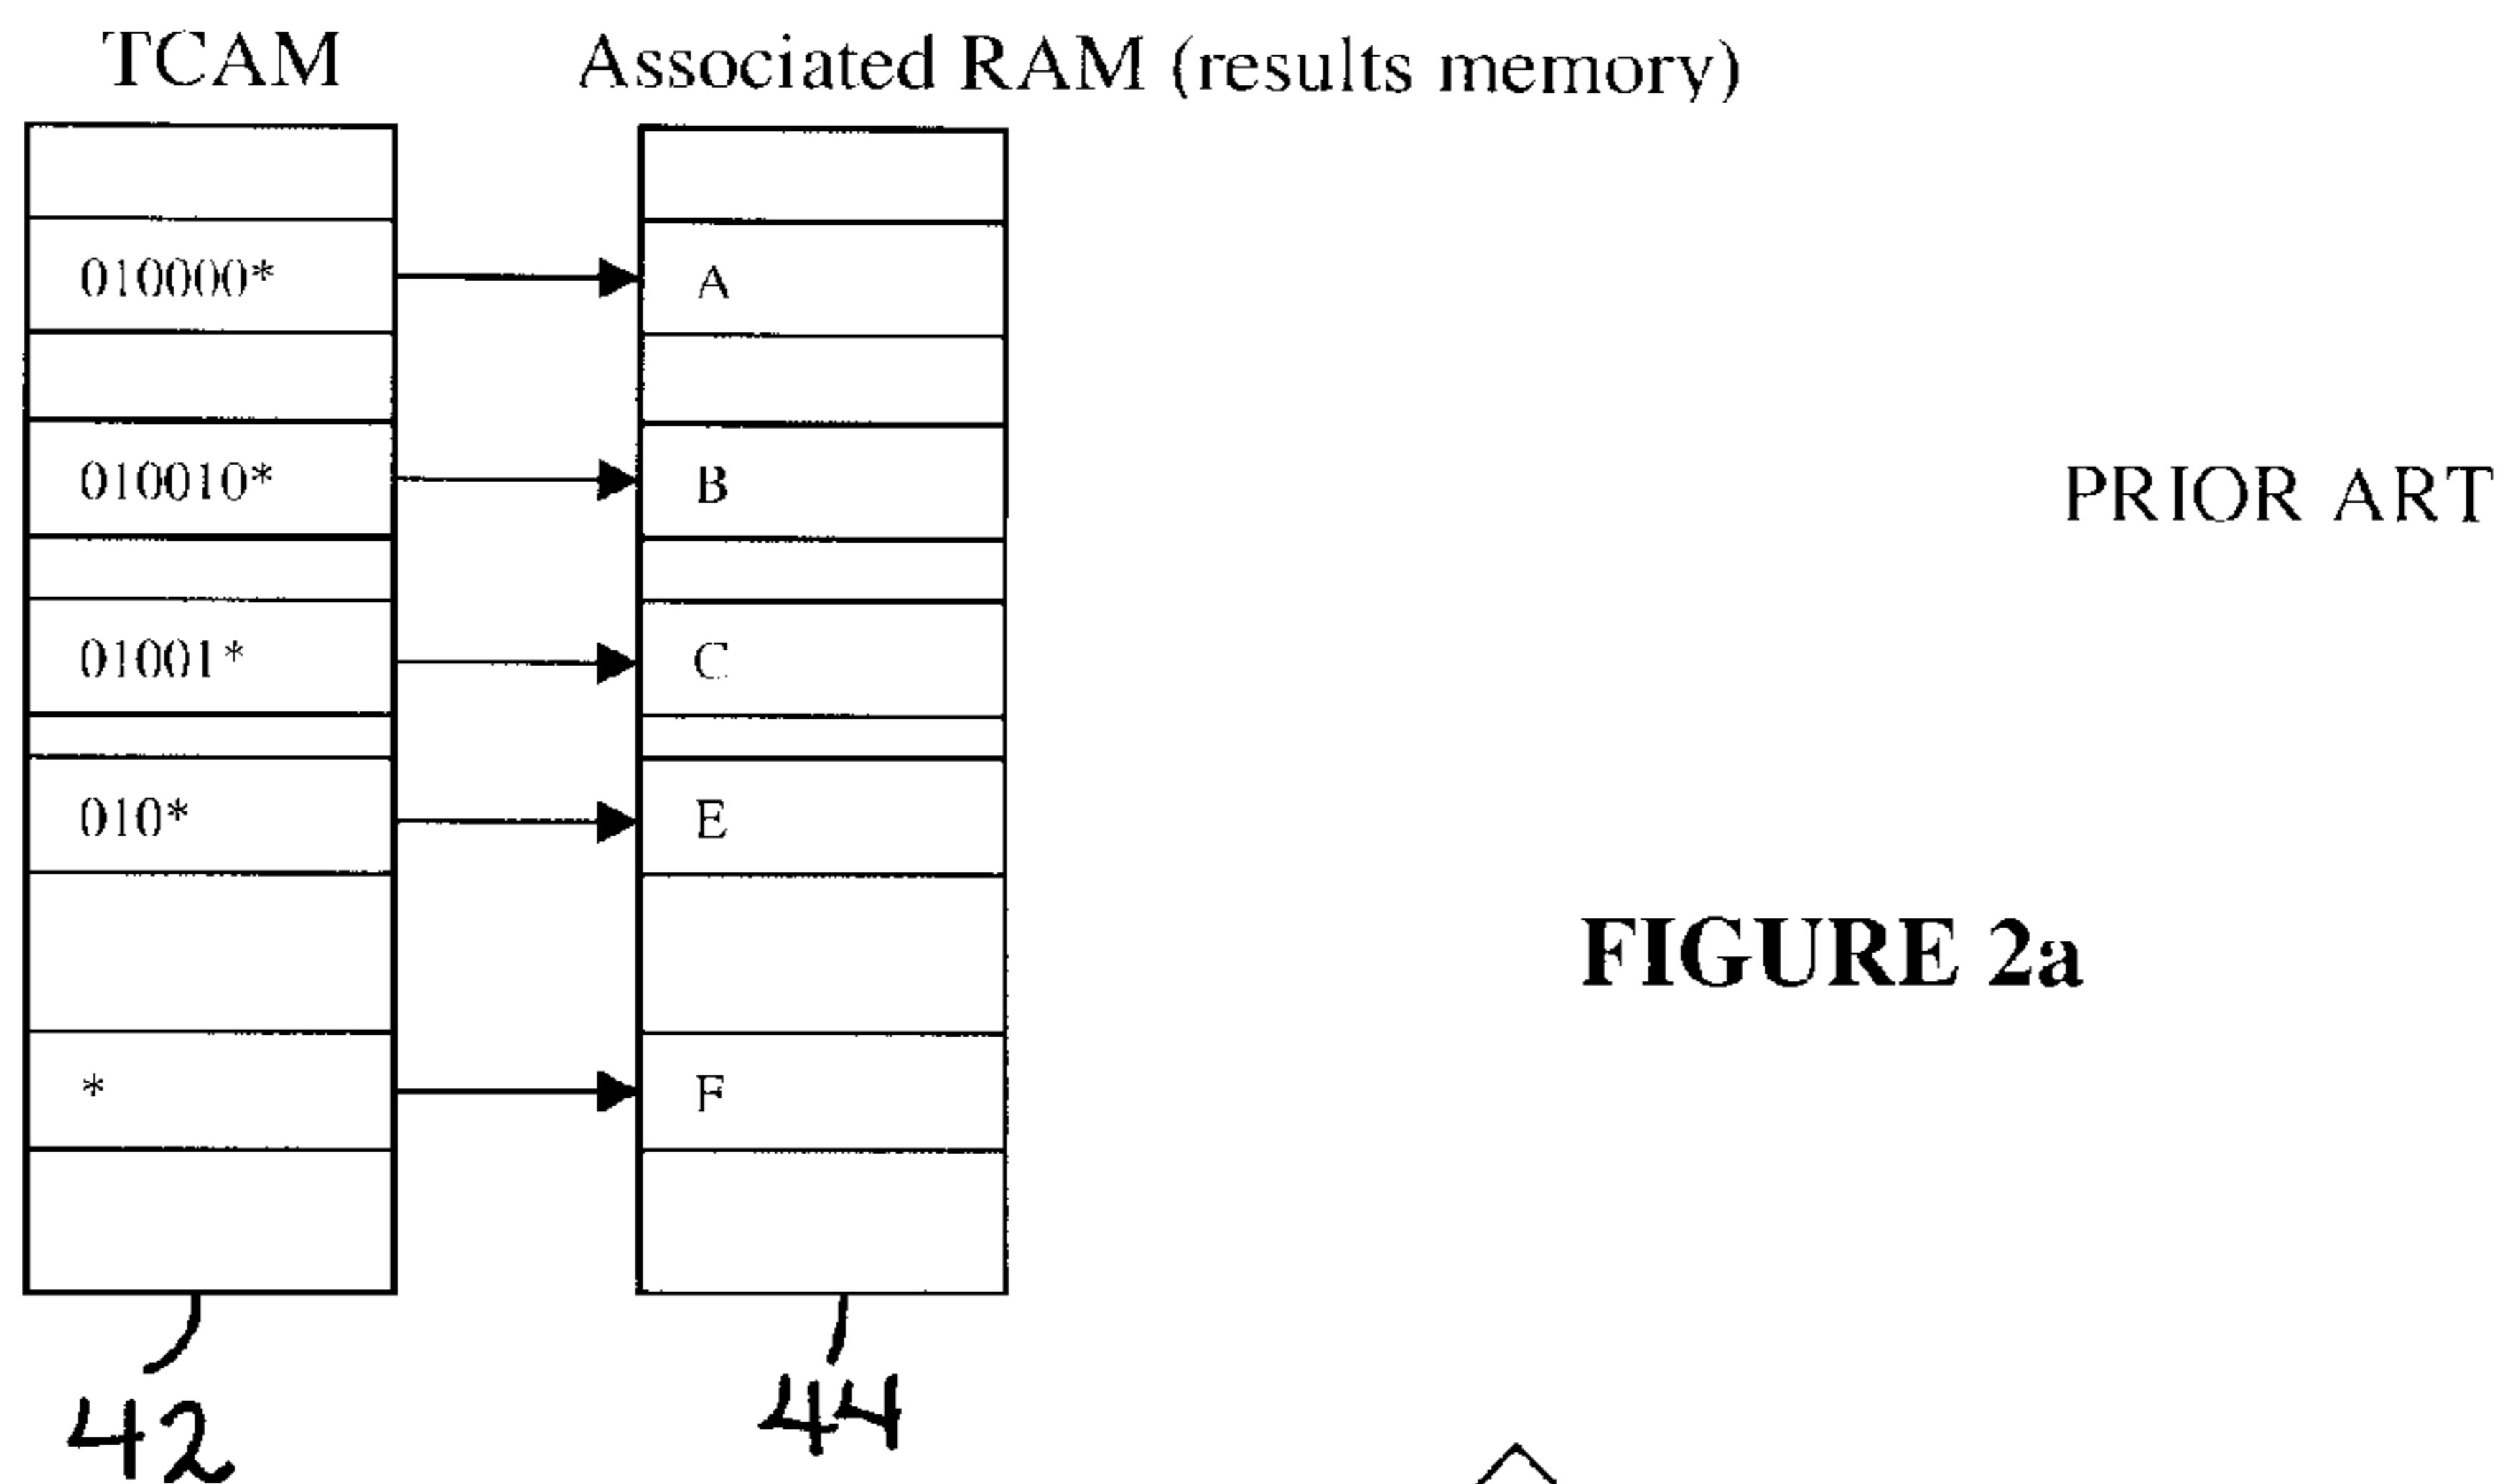 TCAM
Associated RAM (results memory)
010000*
A
010010*
B
PRIOR ART
01001*
C
010*
E
FIGURE 2a
*
F
42
44